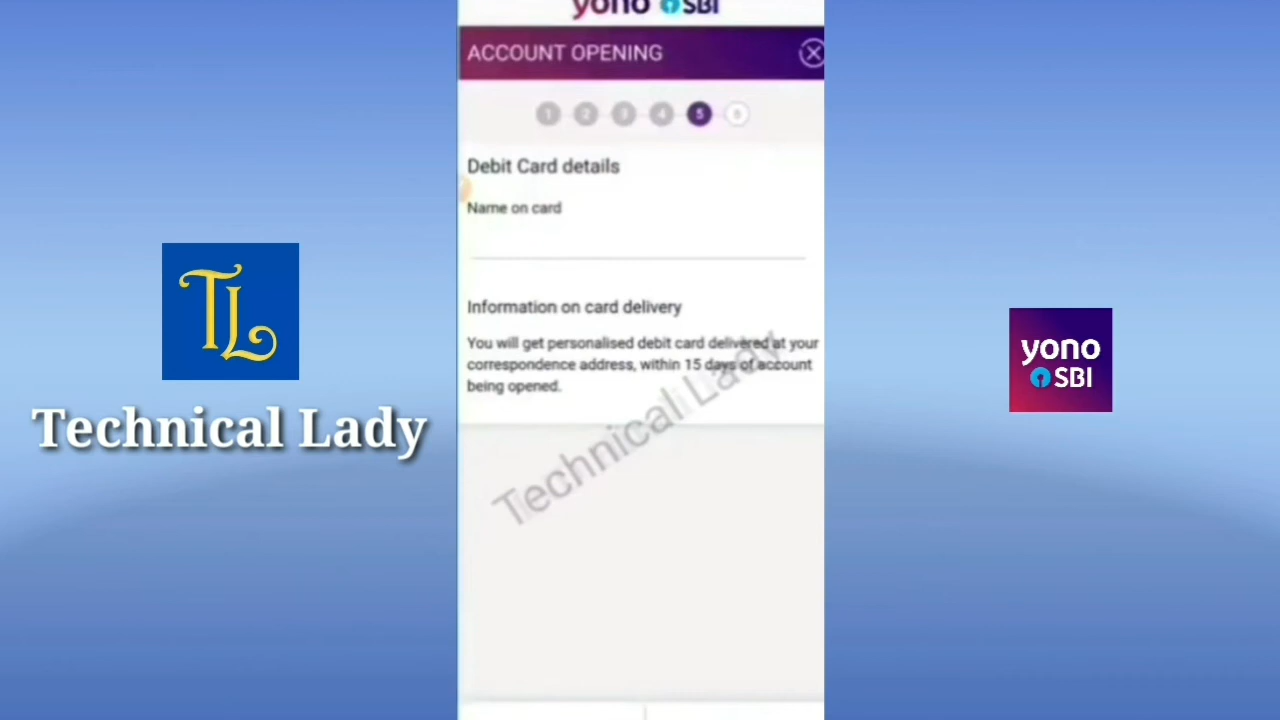 yono SBI
ACCOUNT OPENING
1 2 3 4 5 6
Debit Card details
Name on card
Information on card delivery
You will get personalised debit card delivered at your
correspondence address, within 15 days of account
being opened.
Technical Lady
TL
Technical Lady
yono
SBI